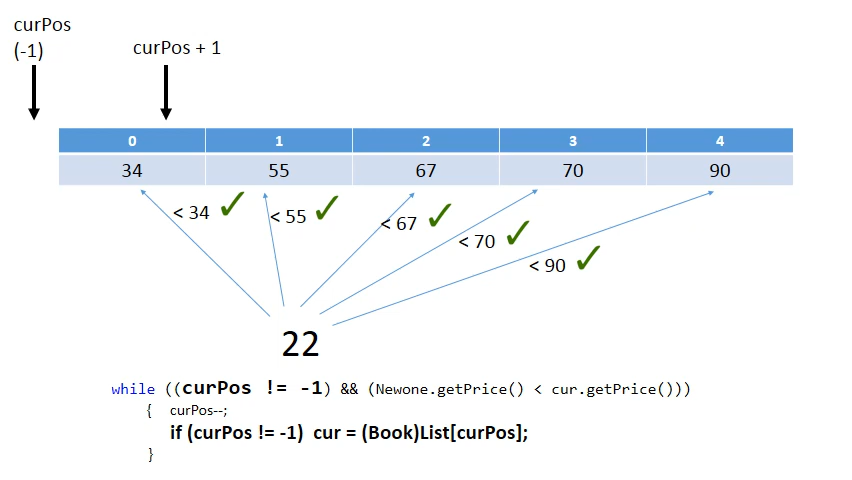 curPos
(-1)
curPos + 1
0 1 2 3 4
34 55 67 70 90
< 34 ✓ < 55 ✓ < 67 ✓
< 70 ✓
< 90 ✓
22
while ((curPos != -1) && (Newone.getPrice() < cur.getPrice()))
{ curPos--;
if (curPos != -1) cur = (Book)List[curPos];
}